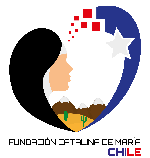 FUNDACIÓN CATALINA DE MARÍA
CHILE